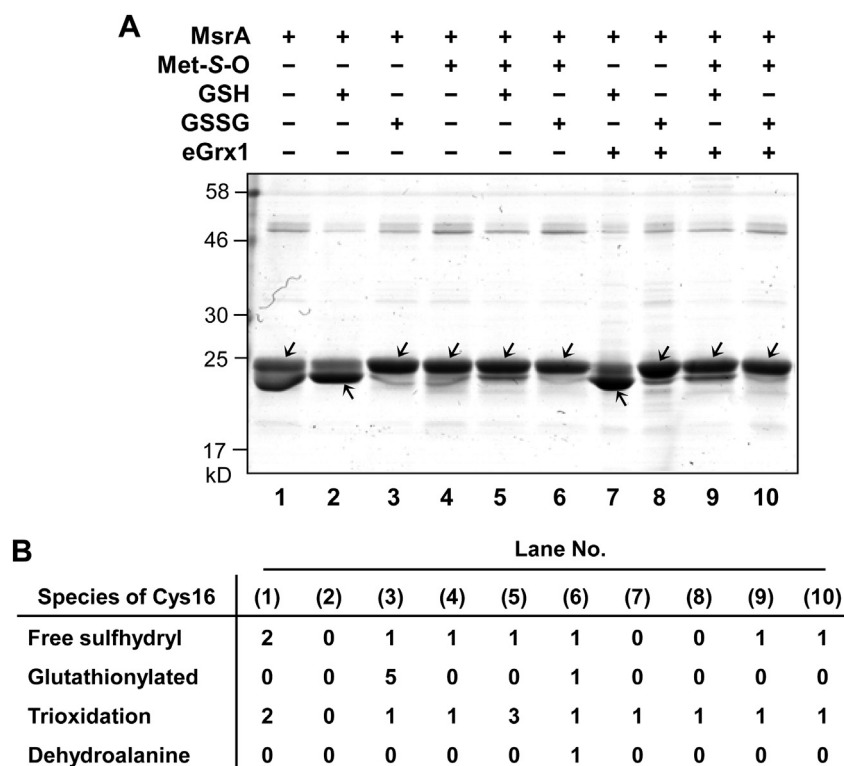 A
MsrA + + + + + + + + + +
Met-S-O – – – + + + – – + +
GSH – + – – + – + – + –
GSSG – – + – – + – + – +
eGrx1 – – – – – – + + + +
58
46
30
25
17
kD
1 2 3 4 5 6 7 8 9 10
B
Lane No.
Species of Cys16 (1) (2) (3) (4) (5) (6) (7) (8) (9) (10)
Free sulfhydryl 2 0 1 1 1 1 0 0 1 1
Glutathionylated 0 0 5 0 0 1 0 0 0 0
Trioxidation 2 0 1 1 3 1 1 1 1 1
Dehydroalanine 0 0 0 0 0 1 0 0 0 0